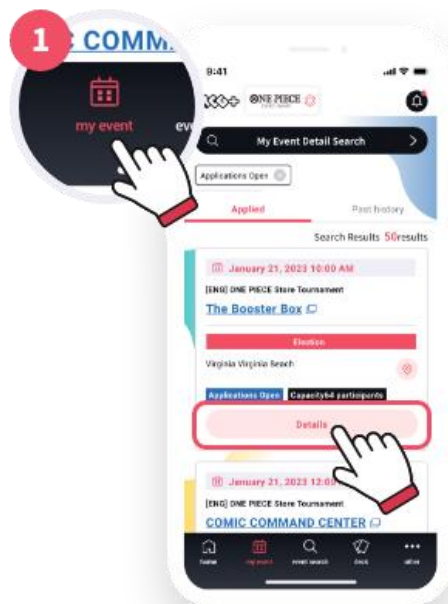 1
COMM
my event
eve
9:41
ONE PIECE
My Event Detail Search
Applications Open
Applied
Past history
Search Results 50results
January 21, 2023 10:00 AM
[ENG] ONE PIECE Store Tournament
The Booster Box
Election
Virginia Virginia Beach
Applications Open Capacity64 participants
Details
January 21, 2023 12:00
[ENG] ONE PIECE Store Tournament
COMIC COMMAND CENTER
home my event event search deck other